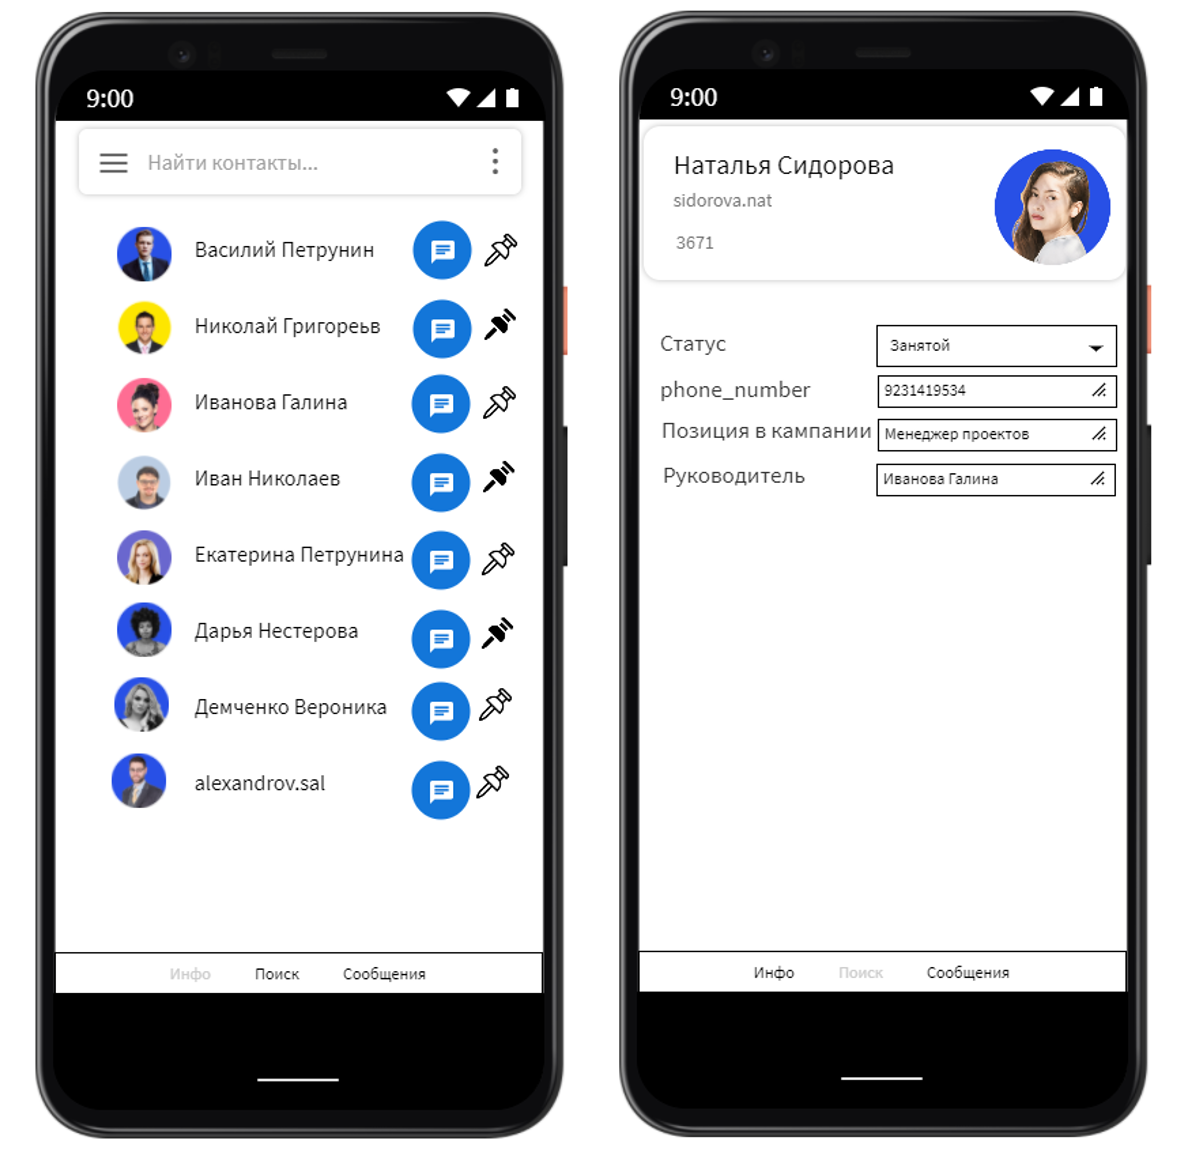 9:00
Найти контакты...
Василий Петрунин
Николай Григореьв
Иванова Галина
Иван Николаев
Екатерина Петрунина
Дарья Нестерова
Демченко Вероника
alexandrov.sal
Инфо Поиск Сообщения
9:00
Наталья Сидорова
sidorova.nat
3671
Статус Занятой
phone_number 9231419534
Позиция в кампании Менеджер проектов
Руководитель Иванова Галина
Инфо Поиск Сообщения